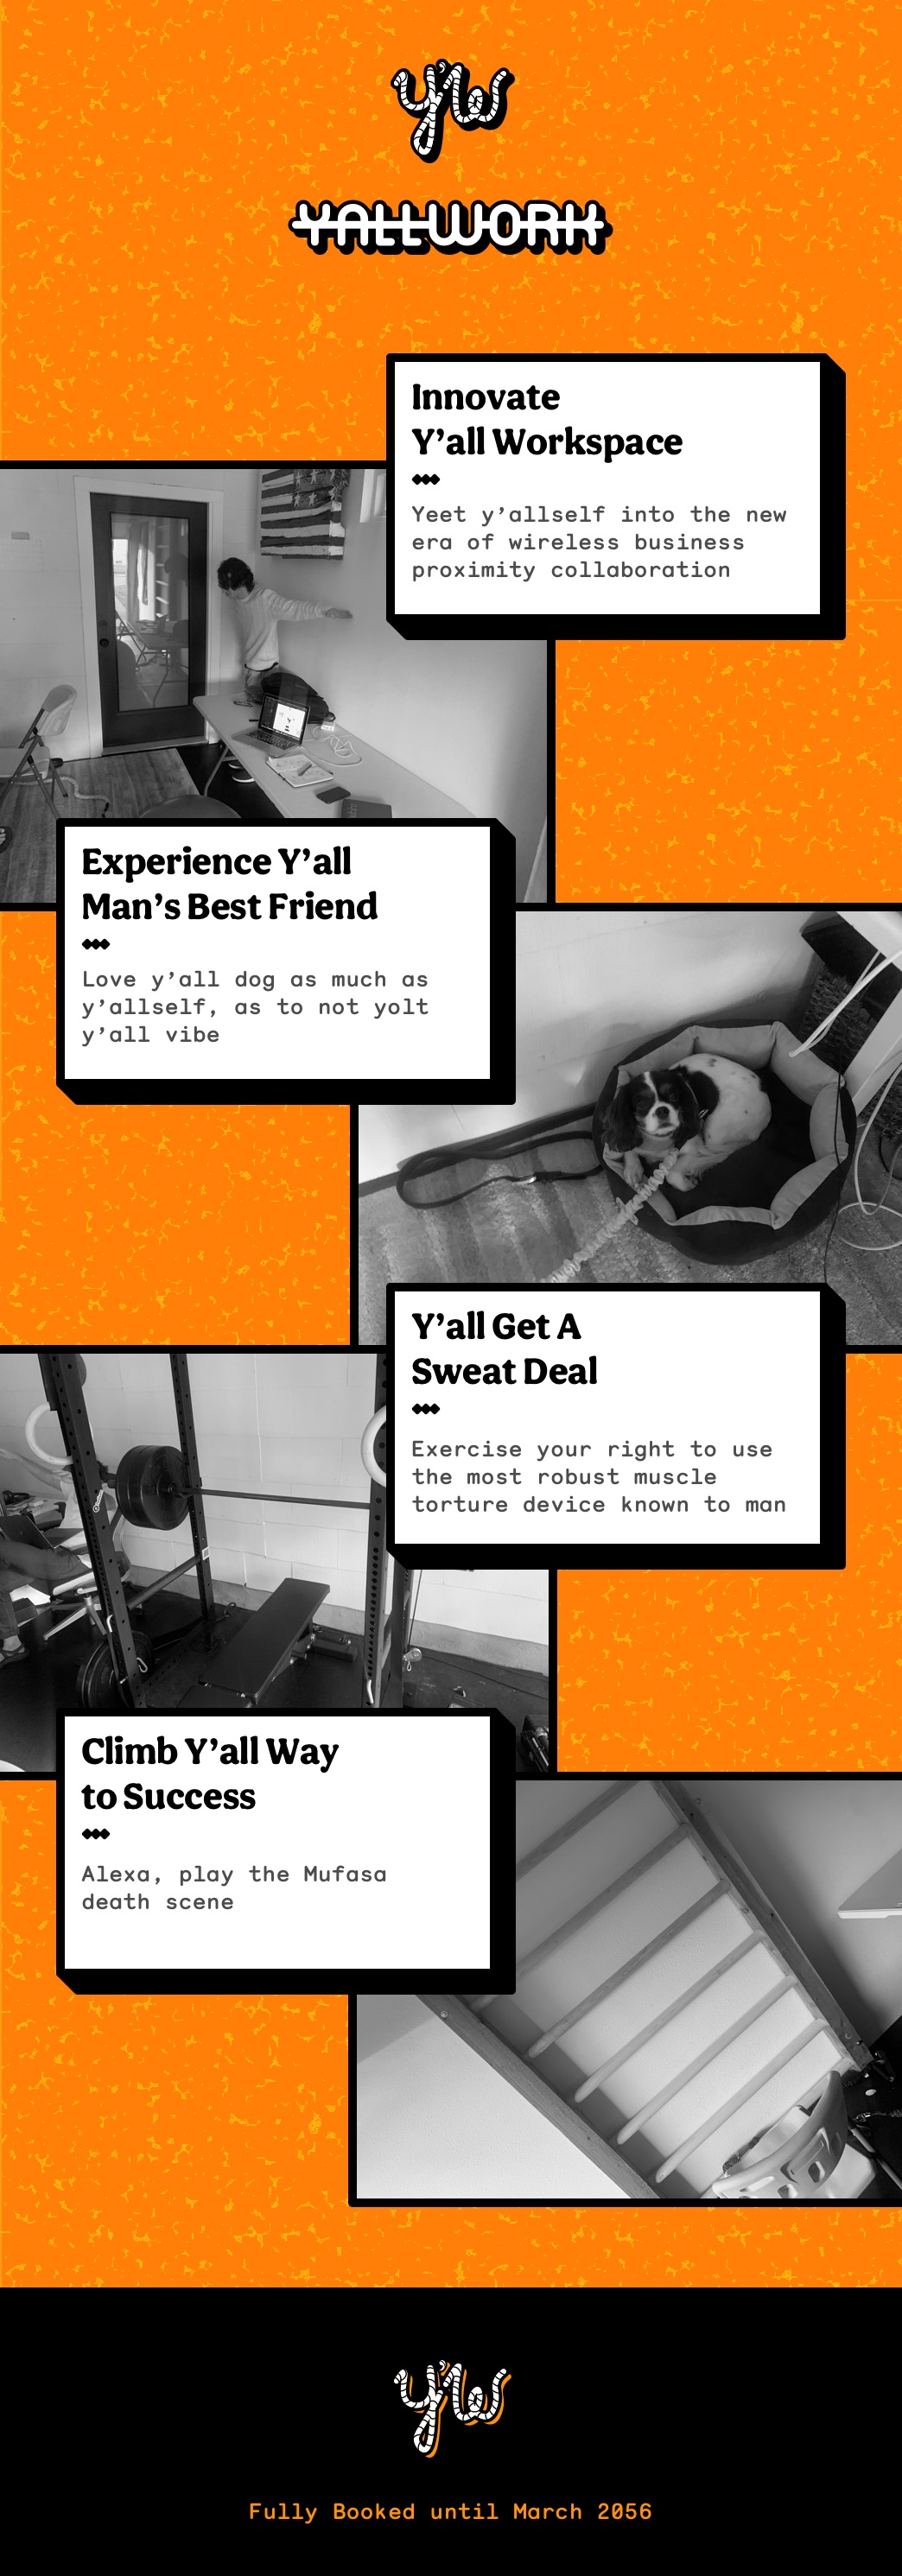 y'w
YALLWORK
Innovate
Y’all Workspace
Yeet y’allself into the new
era of wireless business
proximity collaboration
Experience Y’all
Man’s Best Friend
Love y’all dog as much as
y’allself, as to not yolt
y’all vibe
Y’all Get A
Sweat Deal
Exercise your right to use
the most robust muscle
torture device known to man
Climb Y’all Way
to Success
Alexa, play the Mufasa
death scene
y'w
Fully Booked until March 2056